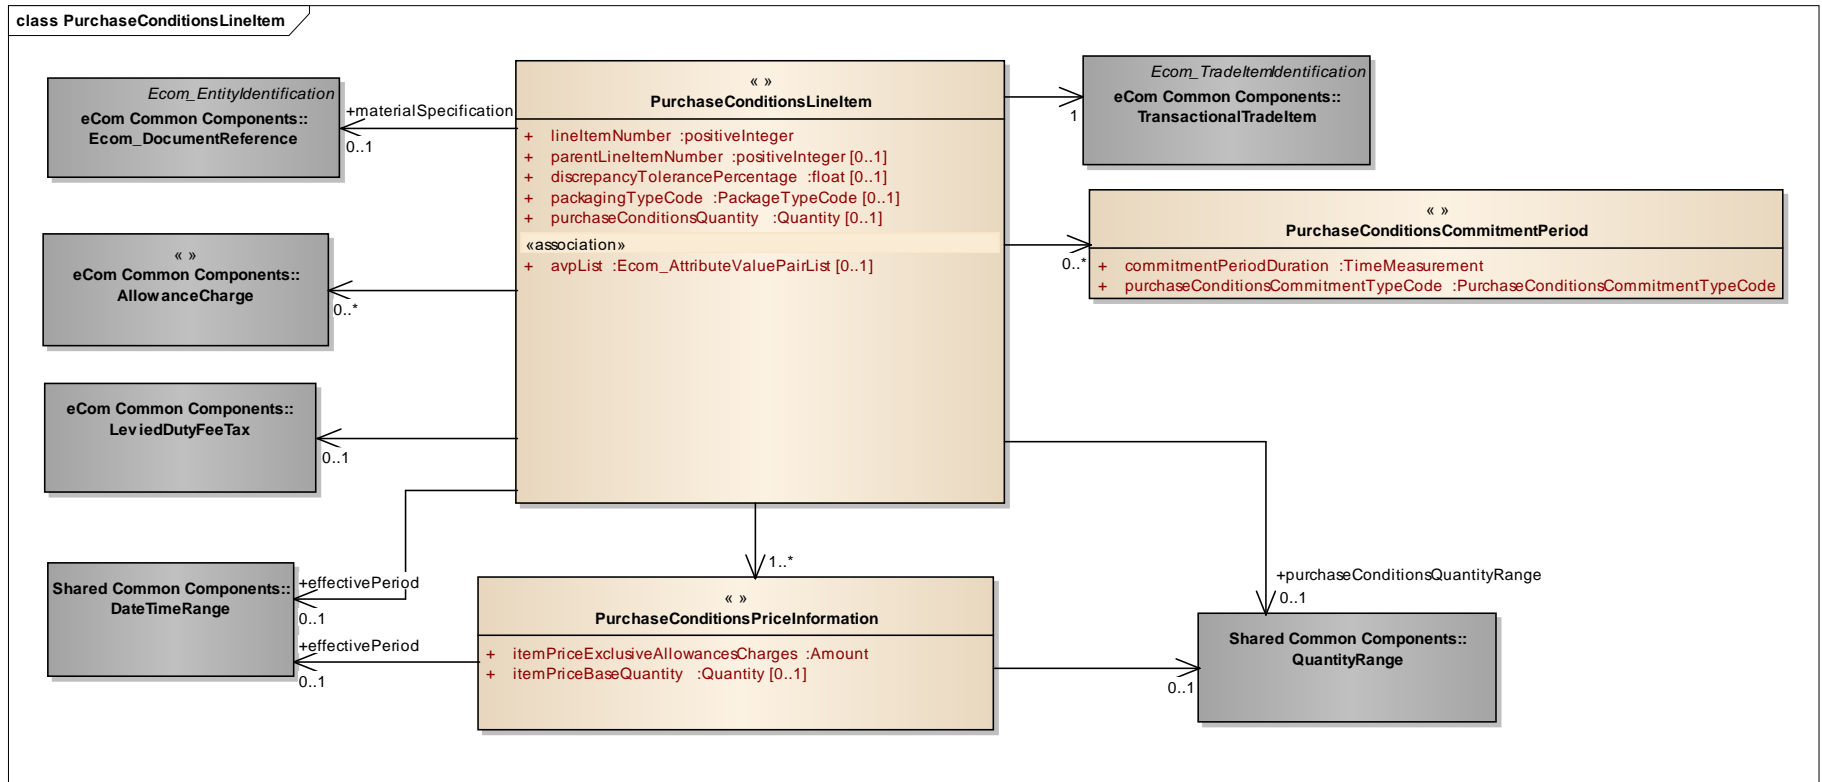 class PurchaseConditionsLineItem
Ecom_EntityIdentification
eCom Common Components::
Ecom_DocumentReference
+materialSpecification
0..1
« »
PurchaseConditionsLineItem
+ lineItemNumber :positiveInteger
+ parentLineItemNumber :positiveInteger [0..1]
+ discrepancyTolerancePercentage :float [0..1]
+ packagingTypeCode :PackageTypeCode [0..1]
+ purchaseConditionsQuantity :Quantity [0..1]
«association»
+ avpList :Ecom_AttributeValuePairList [0..1]
1
Ecom_TradeItemIdentification
eCom Common Components::
TransactionalTradeItem
0..*
« »
PurchaseConditionsCommitmentPeriod
+ commitmentPeriodDuration :TimeMeasurement
+ purchaseConditionsCommitmentTypeCode :PurchaseConditionsCommitmentTypeCode
« »
eCom Common Components::
AllowanceCharge
0..*
eCom Common Components::
LeviedDutyFeeTax
0..1
Shared Common Components::
DateTimeRange
+effectivePeriod
0..1
+effectivePeriod
0..1
1..*
« »
PurchaseConditionsPriceInformation
+ itemPriceExclusiveAllowancesCharges :Amount
+ itemPriceBaseQuantity :Quantity [0..1]
+purchaseConditionsQuantityRange
0..1
0..1
Shared Common Components::
QuantityRange